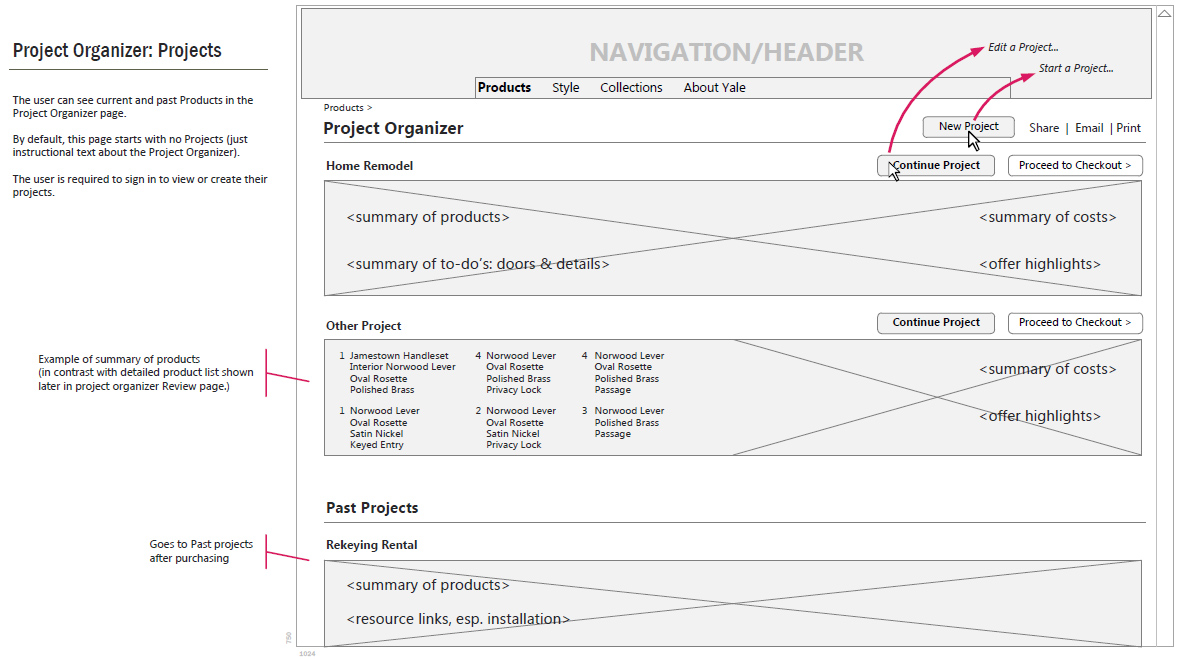 Project Organizer: Projects
The user can see current and past Products in the
Project Organizer page.
By default, this page starts with no Projects (just
instructional text about the Project Organizer).
The user is required to sign in to view or create their
projects.
NAVIGATION/HEADER
Edit a Project...
Start a Project...
Products Style Collections About Yale
Products >
Project Organizer
New Project
Share | Email | Print
Home Remodel
Continue Project
Proceed to Checkout >
<summary of products>
<summary of costs>
<summary of to-do's: doors & details>
<offer highlights>
Other Project
Continue Project
Proceed to Checkout >
Example of summary of products
(in contrast with detailed product list shown
later in project organizer Review page.)
1 Jamestown Handleset
Interior Norwood Lever
Oval Rosette
Polished Brass
4 Norwood Lever
Oval Rosette
Polished Brass
Privacy Lock
4 Norwood Lever
Oval Rosette
Polished Brass
Passage
1 Norwood Lever
Oval Rosette
Satin Nickel
Keyed Entry
2 Norwood Lever
Oval Rosette
Satin Nickel
Privacy Lock
3 Norwood Lever
Polished Brass
Passage
<summary of costs>
<offer highlights>
Past Projects
Rekeying Rental
Goes to Past projects
after purchasing
<summary of products>
<resource links, esp. installation>
750
1024